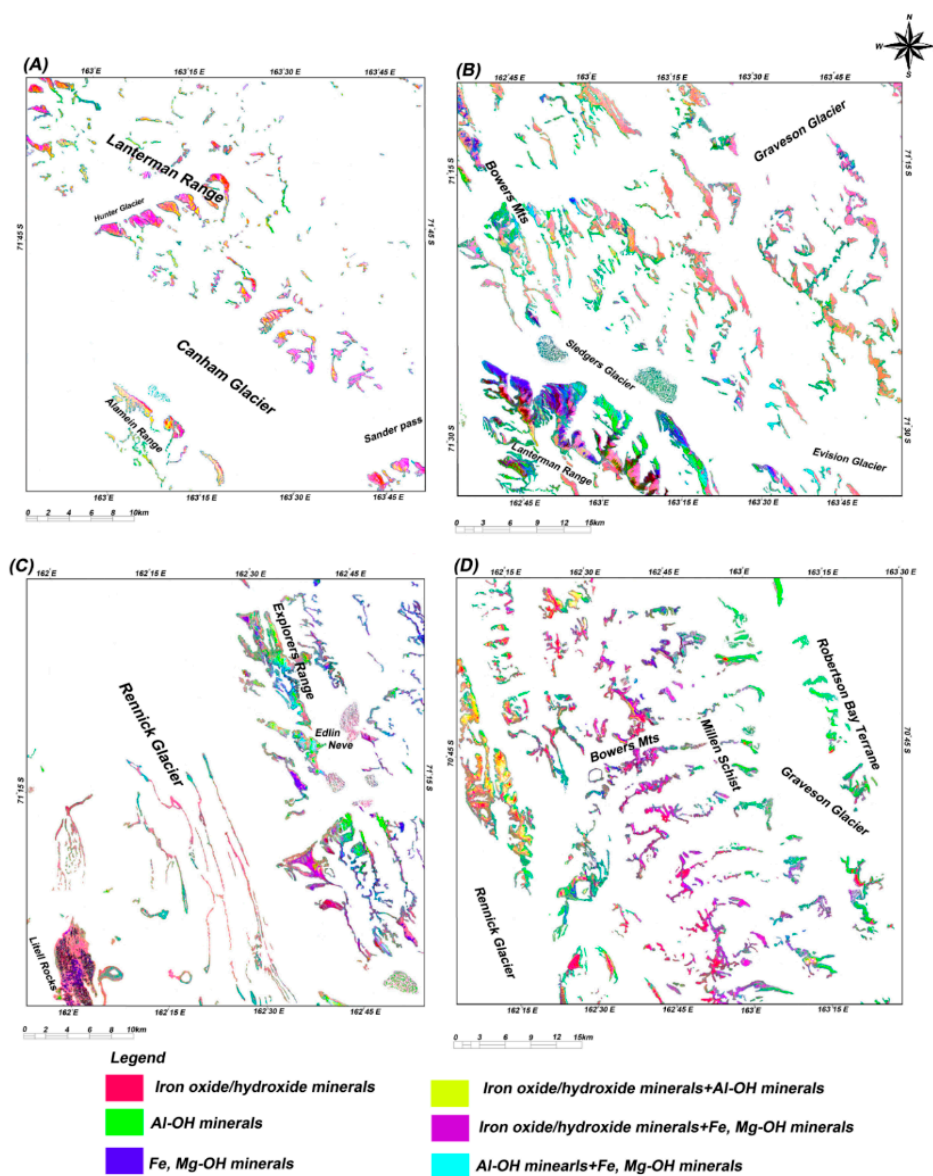 N
W
S
(A)
163°E
163°15 E
163°30 E
163°45 E
Lanterman Range
Hunter Glacier
71°45 S
71°45 S
Canham Glacier
Alamein Range
Sander pass
163°E
163°15 E
163°30 E
163°45 E
0 2 4 6 8 10km
(B)
162°45 E
163°E
163°15 E
163°30 E
163°45 E
Graveson Glacier
71°15 S
71°15 S
Bowers Mts
Sledgers Glacier
71°30 S
71°30 S
Lanterman Range
Evision Glacier
162°45 E
163°E
163°15 E
163°30 E
163°45 E
0 3 6 9 12 15km
(C)
162°E
162°15 E
162°30 E
162°45 E
Explorers Range
Rennick Glacier
Edlin
Neve
71°15 S
71°15 S
Litell Rocks
162°E
162°15 E
162°30 E
162°45 E
0 2 4 6 8 10km
(D)
162°15 E
162°30 E
162°45 E
163°E
163°15 E
163°30 E
Robertson Bay Terrane
Bowers Mts
Millen Schist
70°45 S
70°45 S
Graveson Glacier
Rennick Glacier
162°15 E
162°30 E
162°45 E
163°E
163°15 E
163°30 E
0 3 6 9 12 15km
Legend
Iron oxide/hydroxide minerals
Al-OH minerals
Fe, Mg-OH minerals
Iron oxide/hydroxide minerals+Al-OH minerals
Iron oxide/hydroxide minerals+Fe, Mg-OH minerals
Al-OH minearls+Fe, Mg-OH minerals